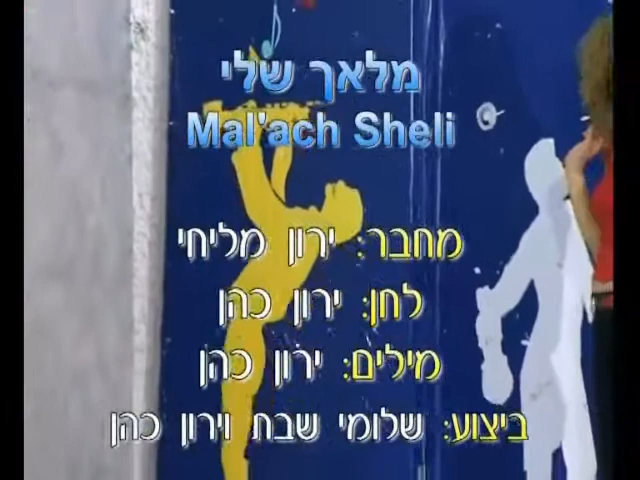 מלאך שלי
Mal'ach Sheli
מחבר: ירון מליחי
לחן: ירון כהן
מילים: ירון כהן
ביצוע: שלומי שבת וירון כהן